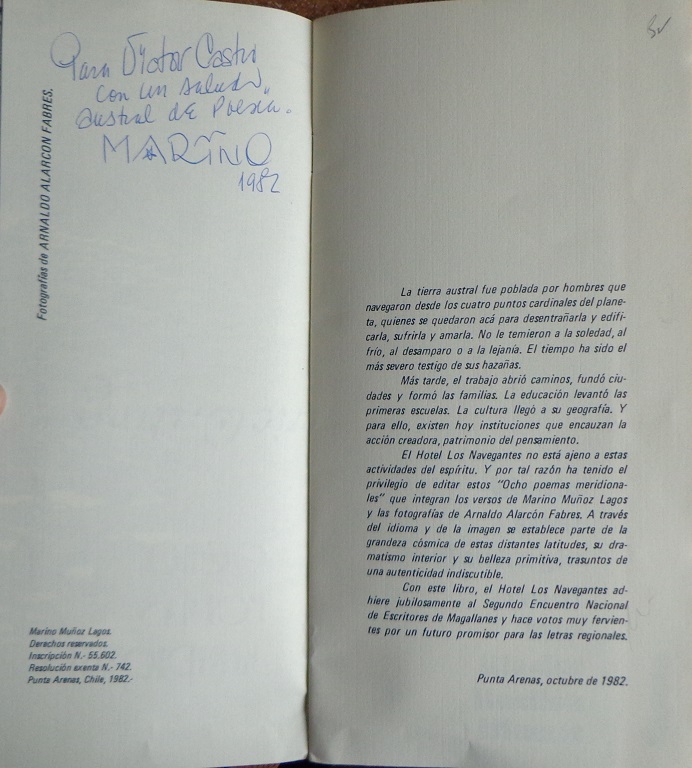 Para Víctor Castro
con un saludo
austral de Poesía.
MARIÑO
1982
Fotografías de ARNALDO ALARCON FABRES.
Marino Muñoz Lagos.
Derechos reservados.
Inscripción N.- 55.602.
Resolución exenta N.- 742.
Punta Arenas, Chile, 1982.-
La tierra austral fue poblada por hombres que
navegaron desde los cuatro puntos cardinales del plane-
ta, quienes se quedaron acá para desentrañarla y edifi-
carla, sufrirla y amarla. No le temieron a la soledad, al
frío, al desamparo o a la lejanía. El tiempo ha sido el
más severo testigo de sus hazañas.
Más tarde, el trabajo abrió caminos, fundó ciu-
dades y formó las familias. La educación levantó las
primeras escuelas. La cultura llegó a su geografía. Y
para ello, existen hoy instituciones que encauzan la
acción creadora, patrimonio del pensamiento.
El Hotel Los Navegantes no está ajeno a estas
actividades del espíritu. Y por tal razón ha tenido el
privilegio de editar estos "Ocho poemas meridiona-
les" que integran los versos de Marino Muñoz Lagos
y las fotografías de Arnaldo Alarcón Fabres. A través
del idioma y de la imagen se establece parte de la
grandeza cósmica de estas distantes latitudes, su dra-
matismo interior y su belleza primitiva, trasuntos de
una autenticidad indiscutible.
Con este libro, el Hotel Los Navegantes ad-
hiere jubilosamente al Segundo Encuentro Nacional
de Escritores de Magallanes y hace votos muy fervien-
tes por un futuro promisor para las letras regionales.
Punta Arenas, octubre de 1982.